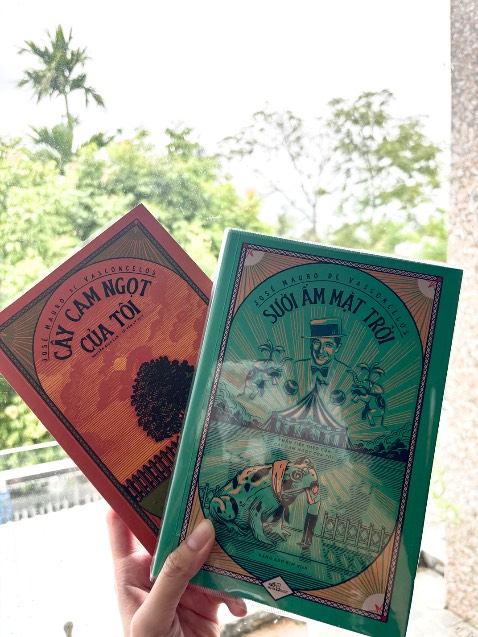 JOSÉ MAURO DE VASCONCELOS
CÂY CAM NGỌT
CỦA TÔI
JOSÉ MAURO DE VASCONCELOS
SƯỞI ẤM MẶT TRỜI